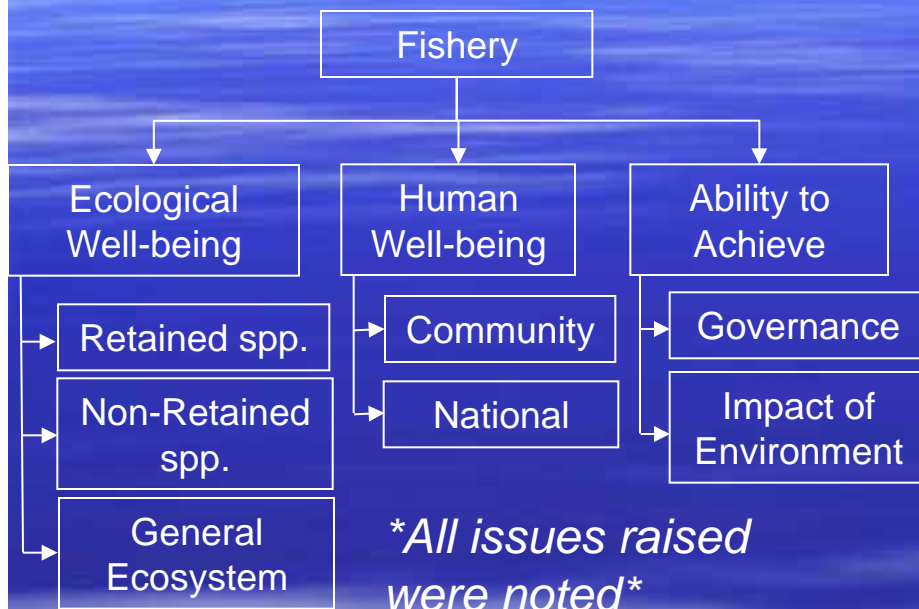 Fishery
Ecological
Well-being
Human
Well-being
Ability to
Achieve
Retained spp.
Non-Retained
spp.
General
Ecosystem
Community
National
Governance
Impact of
Environment
*All issues raised
were noted*